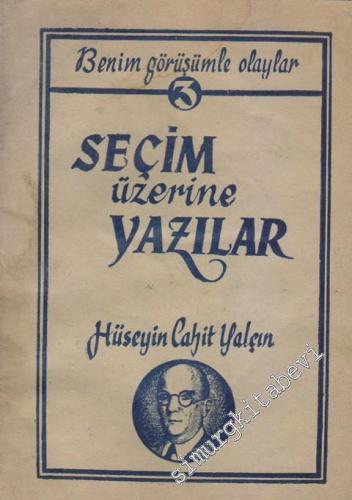 Benim görüşümle olaylar
3
SEÇİM
üzerine
YAZILAR
Hüseyin Cahit Yalçın
simurgkitabevi